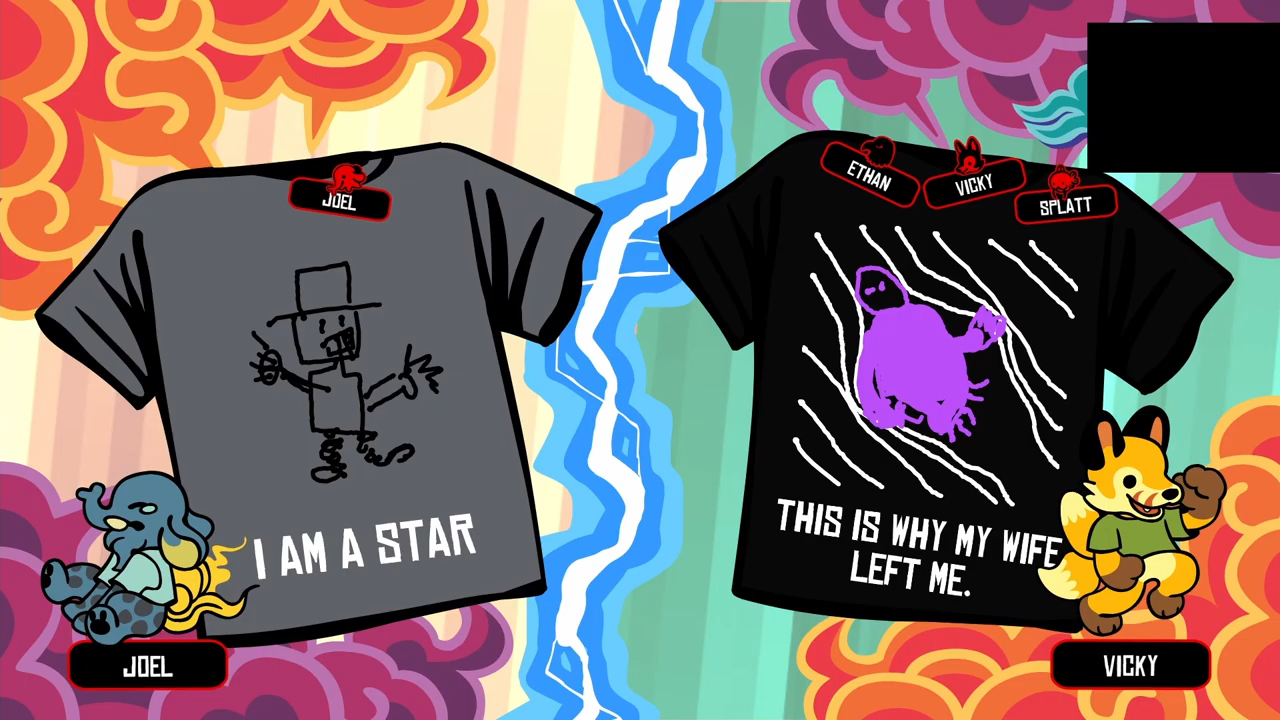 JOEL
I AM A STAR
JOEL
ETHAN
VICKY
SPLATT
THIS IS WHY MY WIFE
LEFT ME.
VICKY